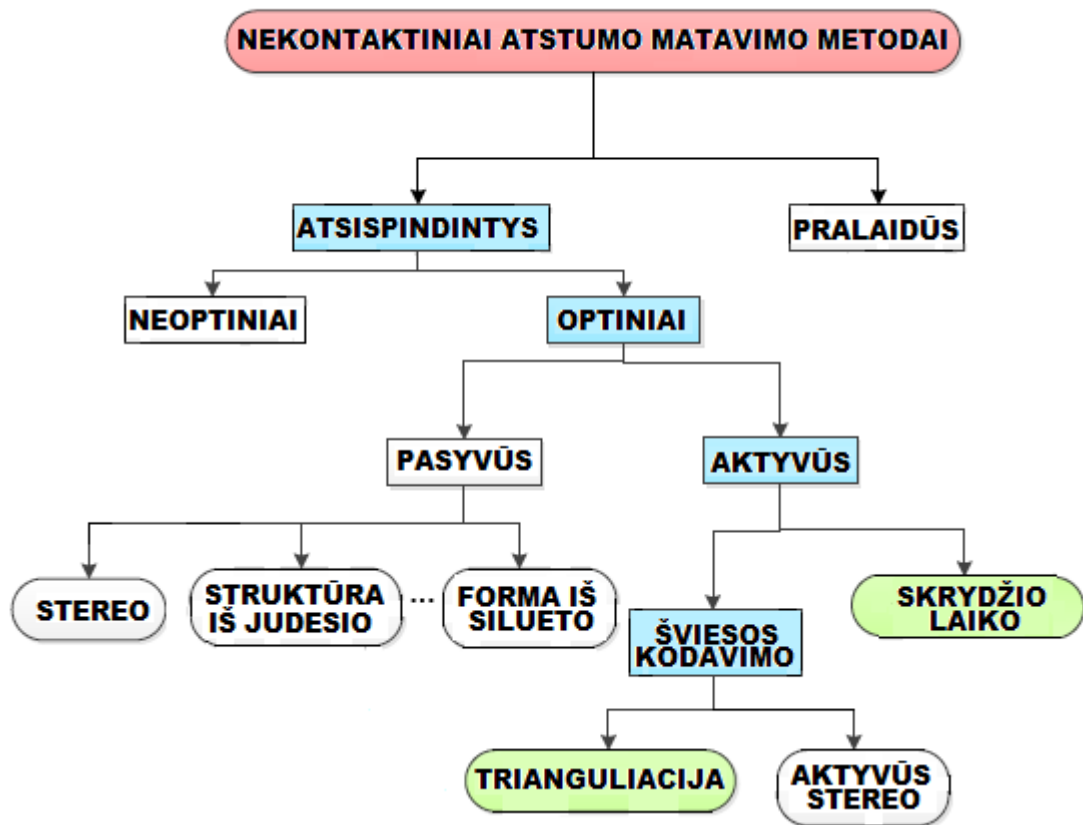 NEKONTAKTINIAI ATSTUMO MATAVIMO METODAI
ATSISPINDINTYS
PRALAIDŪS
NEOPTINIAI
OPTINIAI
PASYVŪS
AKTYVŪS
STEREO
STRUKTŪRA
IŠ JUDESIO
...
FORMA IŠ
SILUETO
SKRYDŽIO
LAIKO
ŠVIESOS
KODAVIMO
TRIANGULIACIJA
AKTYVŪS
STEREO